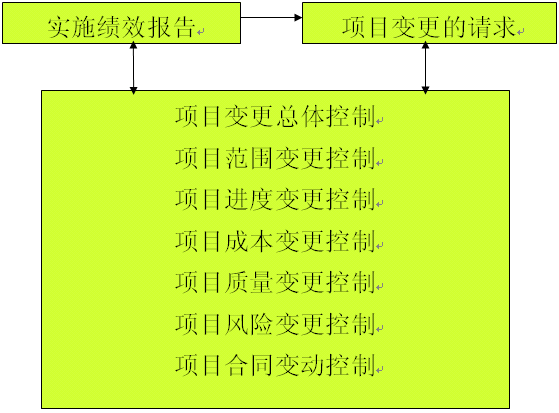 实施绩效报告
项目变更的请求
项目变更总体控制
项目范围变更控制
项目进度变更控制
项目成本变更控制
项目质量变更控制
项目风险变更控制
项目合同变动控制